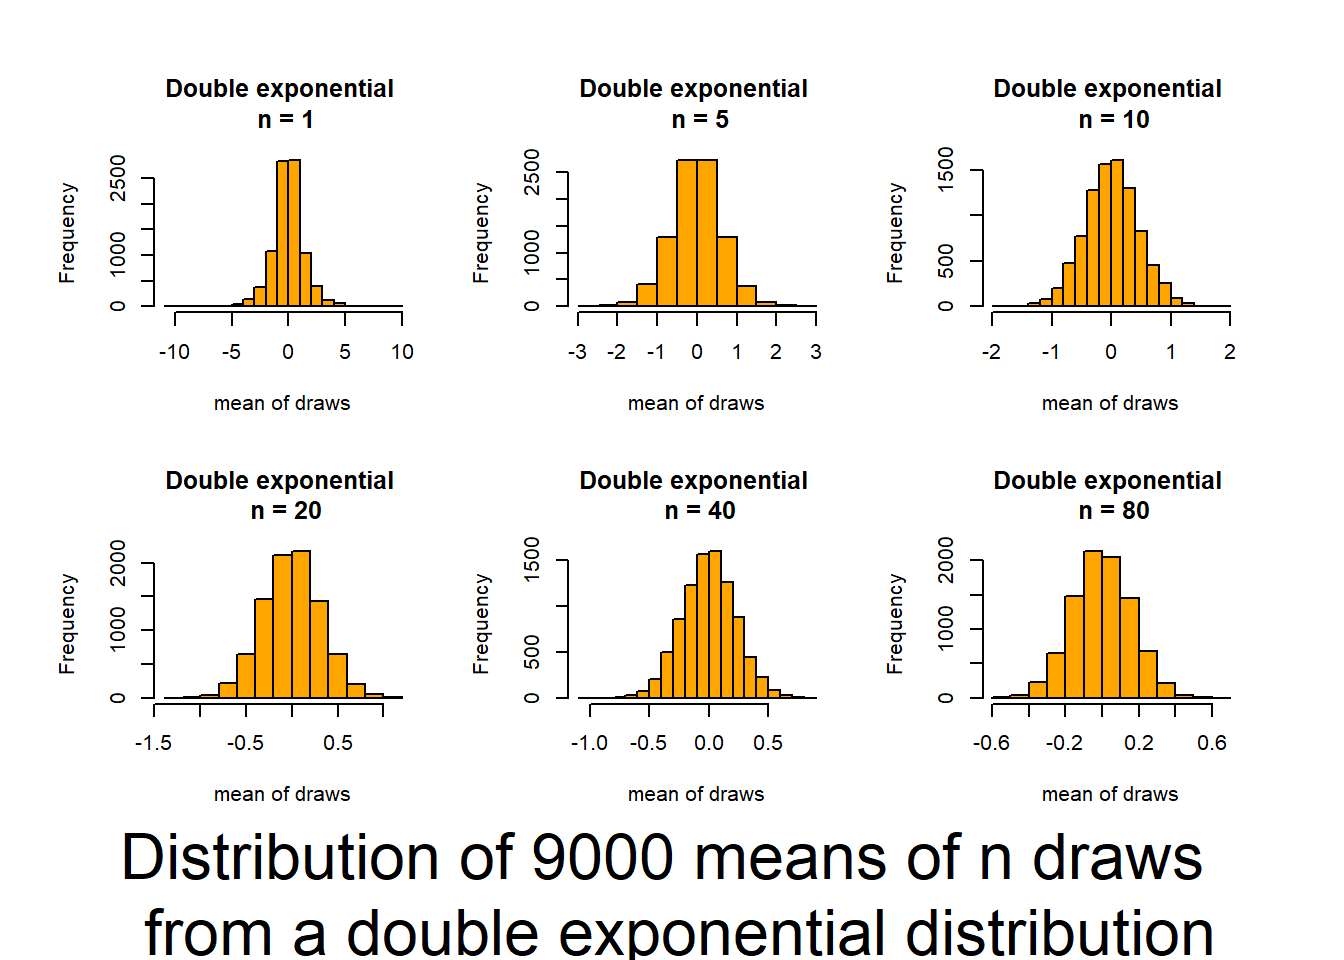 Double exponential
n = 1
Frequency
2500
1000
0
-10 -5 0 5 10
mean of draws
Double exponential
n = 5
Frequency
2500
1000
0
-3 -2 -1 0 1 2 3
mean of draws
Double exponential
n = 10
Frequency
1500
500
0
-2 -1 0 1 2
mean of draws
Double exponential
n = 20
Frequency
2000
1000
0
-1.5 -0.5 0.5
mean of draws
Double exponential
n = 40
Frequency
1500
500
0
-1.0 -0.5 0.0 0.5
mean of draws
Double exponential
n = 80
Frequency
2000
1000
0
-0.6 -0.2 0.2 0.6
mean of draws
Distribution of 9000 means of n draws
from a double exponential distribution